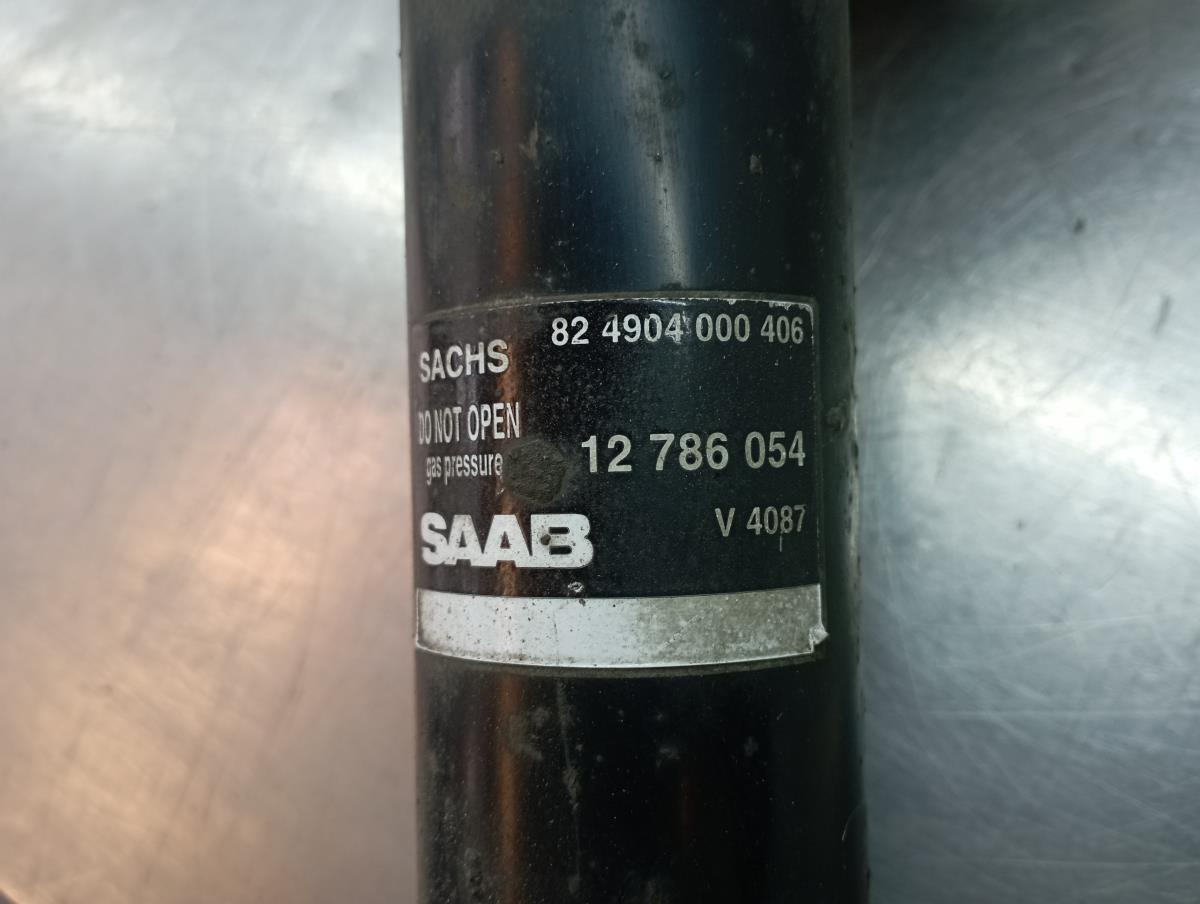 82 4904 000 406
SACHS
DO NOT OPEN
gas pressure
12 786 054
V 4087
SAAB